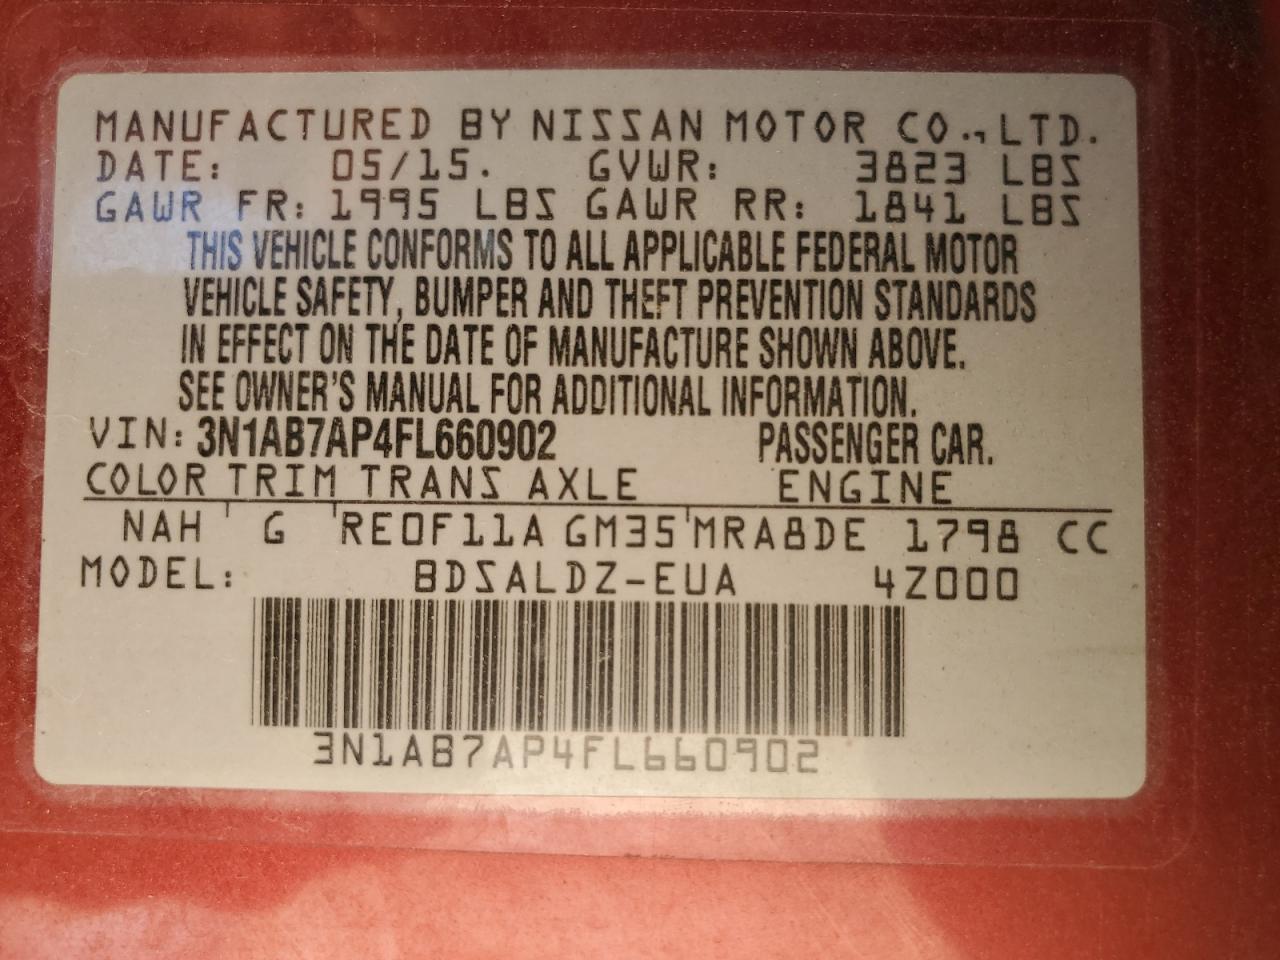 MANUFACTURED BY NISSAN MOTOR CO., LTD.
DATE: 05/15. GVWR: 3823 LBS
GAWR FR: 1995 LBS GAWR RR: 1841 LBS
THIS VEHICLE CONFORMS TO ALL APPLICABLE FEDERAL MOTOR
VEHICLE SAFETY, BUMPER AND THEFT PREVENTION STANDARDS
IN EFFECT ON THE DATE OF MANUFACTURE SHOWN ABOVE.
SEE OWNER'S MANUAL FOR ADDITIONAL INFORMATION.
VIN: 3N1AB7AP4FL660902 PASSENGER CAR.
COLOR TRIM TRANS AXLE ENGINE
NAH G RE0F11A GM35 MRA8DE 1798 CC
MODEL: BDSALDZ-EUA 4Z000
3N1AB7AP4FL660902